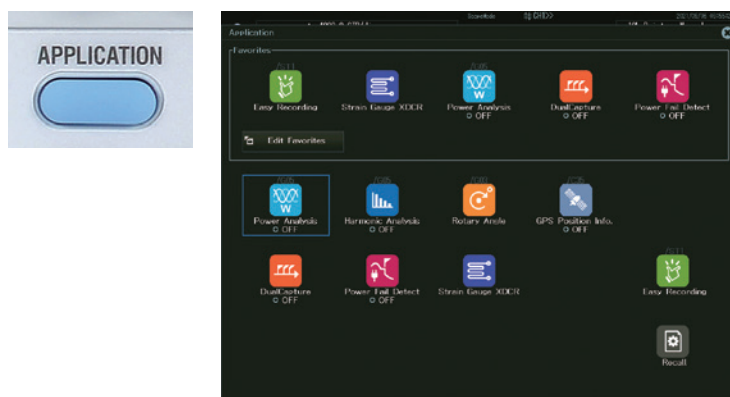 APPLICATION
Application
Favorites
Easy Recording
Strain Gauge XDCR
Power Analysis
OFF
DualCapture
OFF
Power Fail Detect
OFF
Edit Favorites
Power Analysis
OFF
Harmonic Analysis
OFF
Rotary Angle
GPS Position Info.
OFF
DualCapture
OFF
Power Fail Detect
OFF
Strain Gauge XDCR
Easy Recording
Recall